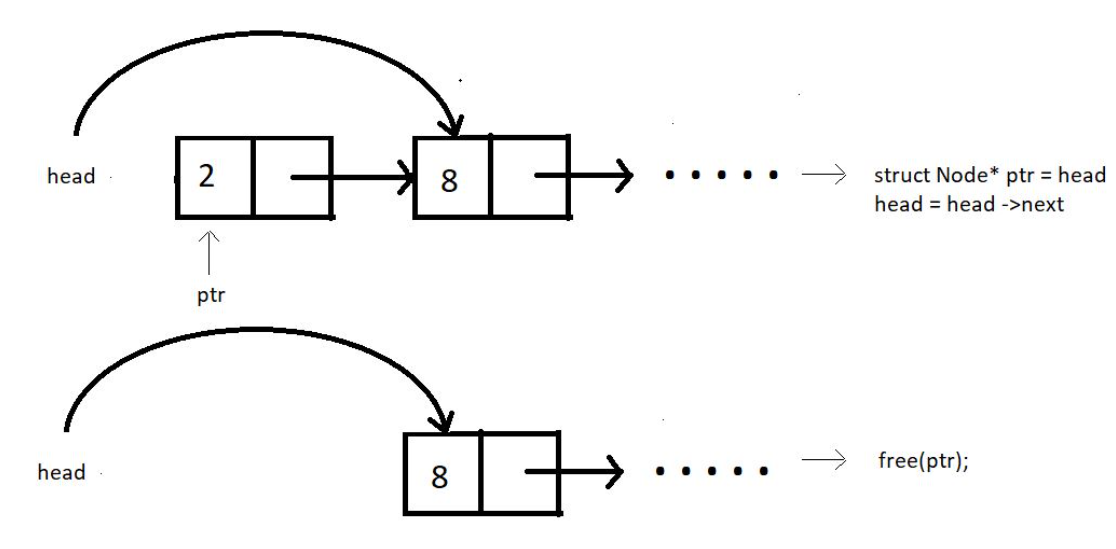 head
2
8
struct Node* ptr = head
head = head ->next
ptr
head
8
free(ptr);